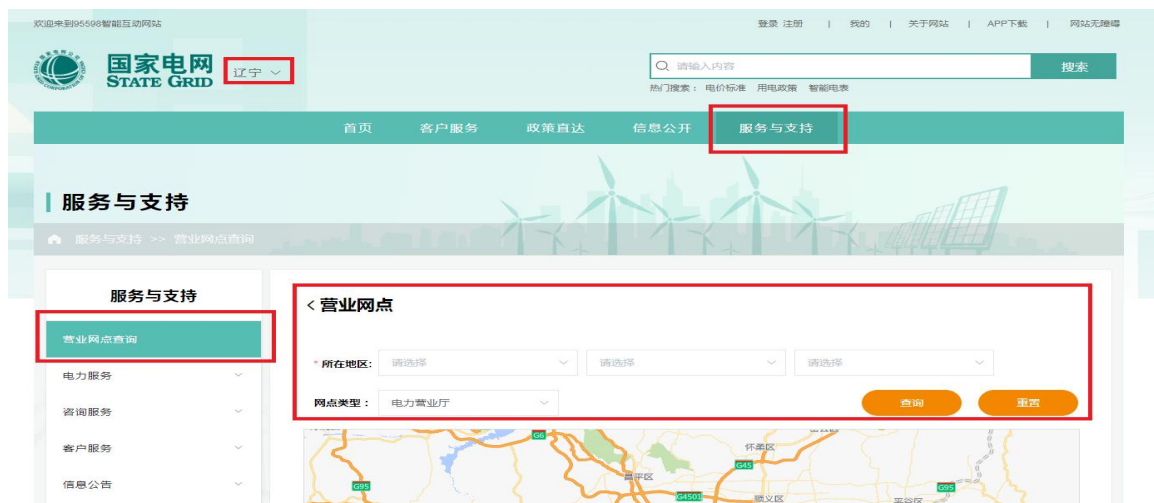 欢迎来到95598智能互动网站
登录 注册 | 我的 | 关于网站 | APP下载 | 网站无障碍
国家电网
STATE GRID
辽宁
请输入内容
搜索
热门搜索： 电价标准 用电政策 智能电表
首页 客户服务 政策直达 信息公开 服务与支持
服务与支持
服务与支持 >> 营业网点查询
服务与支持
营业网点查询
电力服务
咨询服务
客户服务
信息公告
< 营业网点
* 所在地区: 请选择 请选择 请选择
网点类型： 电力营业厅 查询 重置
G6
怀柔区
G45
昌平区
G95
G95
G4501
顺义区
平谷区